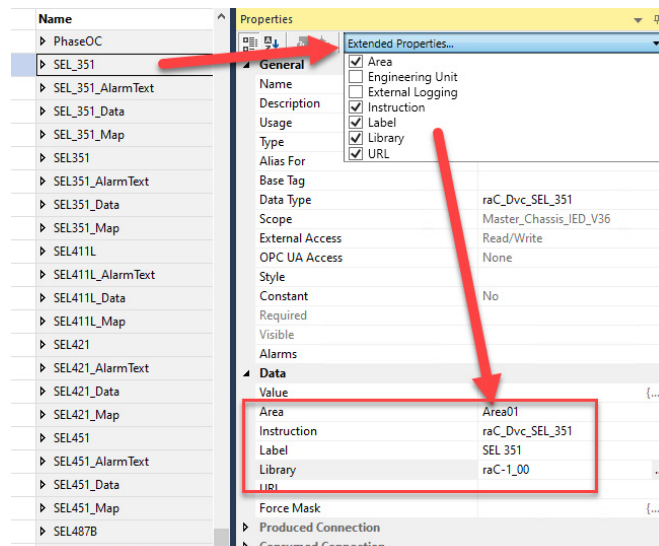 Name
PhaseOC
SEL_351
SEL_351_AlarmText
SEL_351_Data
SEL_351_Map
SEL351
SEL351_AlarmText
SEL351_Data
SEL351_Map
SEL411L
SEL411L_AlarmText
SEL411L_Data
SEL411L_Map
SEL421
SEL421_AlarmText
SEL421_Data
SEL421_Map
SEL451
SEL451_AlarmText
SEL451_Data
SEL451_Map
SEL487B
Properties
Extended Properties...
Area
Engineering Unit
External Logging
Instruction
Label
Library
URL
General
Name
Description
Usage
Type
Alias For
Base Tag
Data Type raC_Dvc_SEL_351
Scope Master_Chassis_IED_V36
External Access Read/Write
OPC UA Access None
Style
Constant No
Required
Visible
Alarms
Data
Value {...
Area Area01
Instruction raC_Dvc_SEL_351
Label SEL 351
Library raC-1_00
URL
Force Mask {...
Produced Connection
Consumed Connection